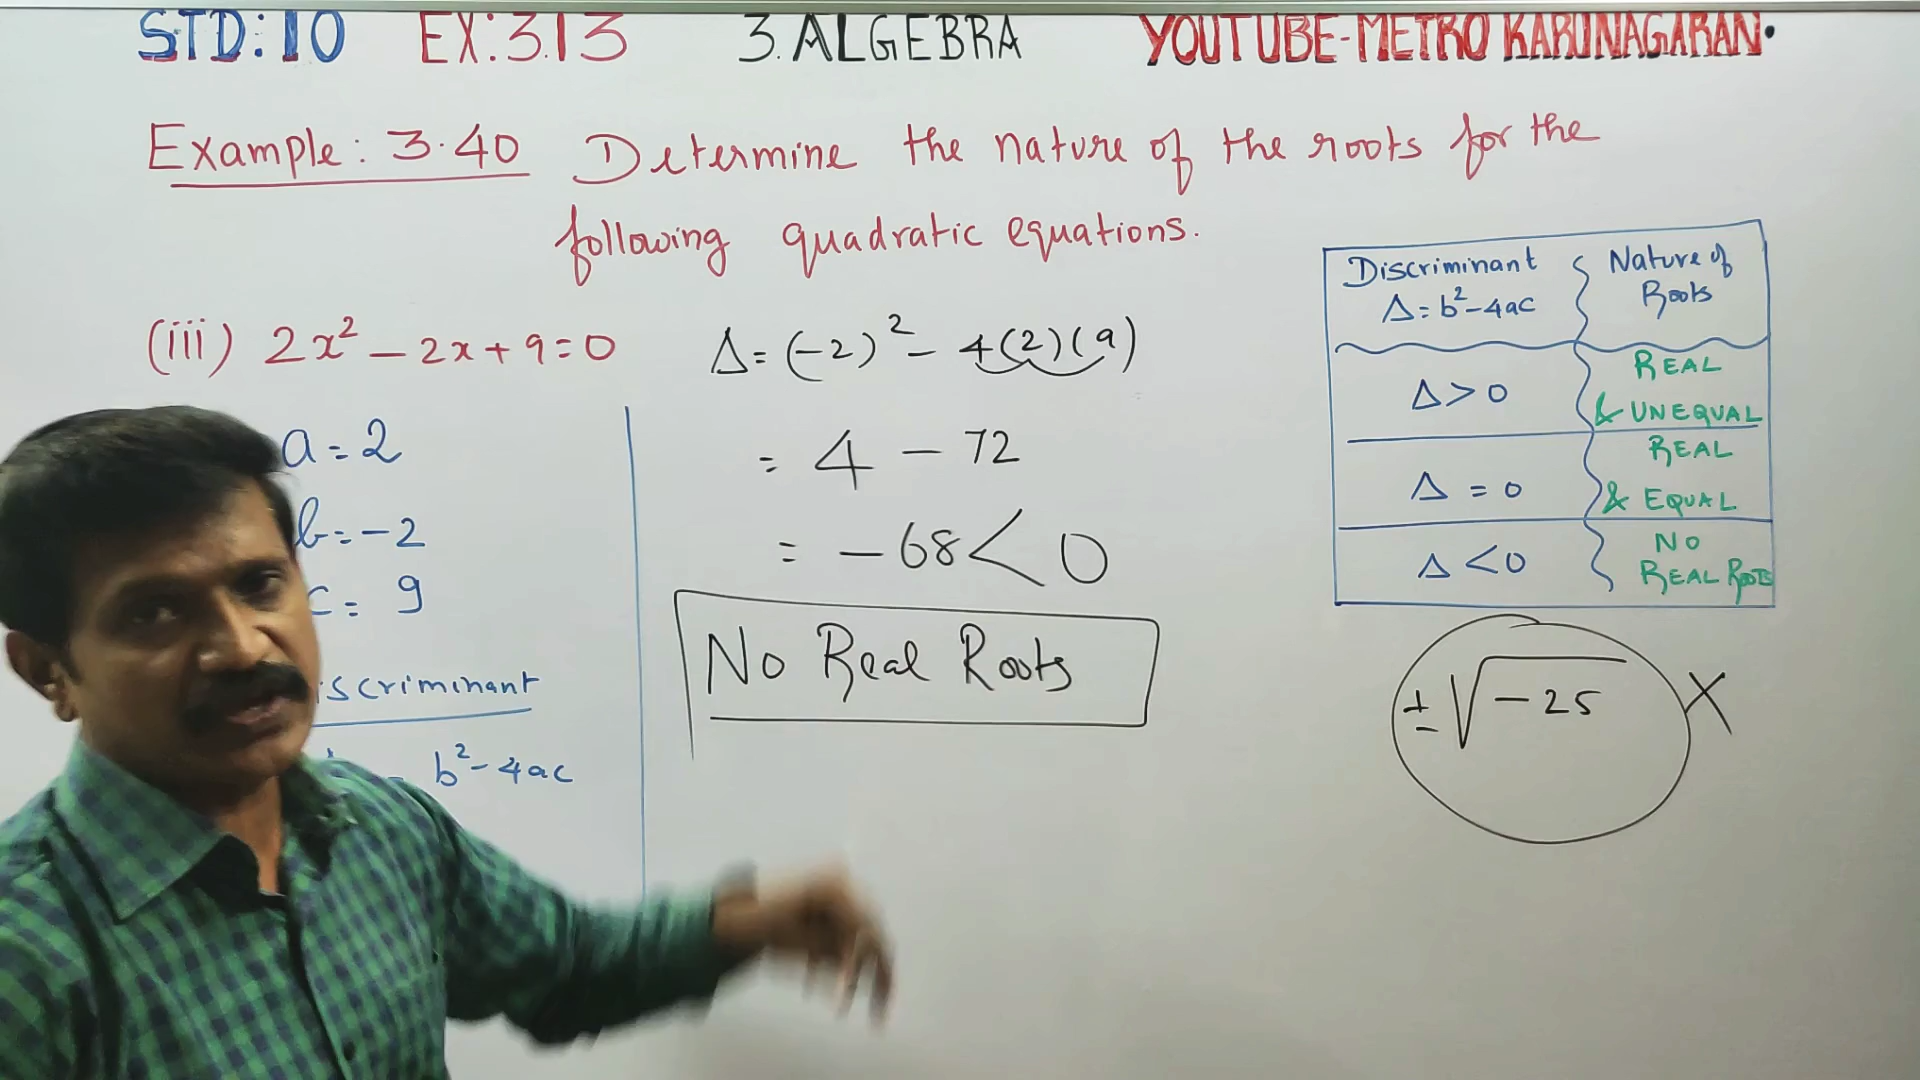 STD:10 EX:3.13 3.ALGEBRA YOUTUBE-METRO KARUNAGARAN.
Example: 3.40 Determine the nature of the roots for the
following quadratic equations.
(iii) 2x² - 2x + 9 = 0
a = 2
b = -2
c = 9
iscriminant
b² - 4ac
Δ = (-2)² - 4(2)(9)
= 4 - 72
= -68 < 0
No Real Roots
Discriminant Nature of
Δ = b² - 4ac Roots
Δ > 0 REAL
& UNEQUAL
Δ = 0 REAL
& EQUAL
Δ < 0 NO
REAL ROOTS
± √-25 X